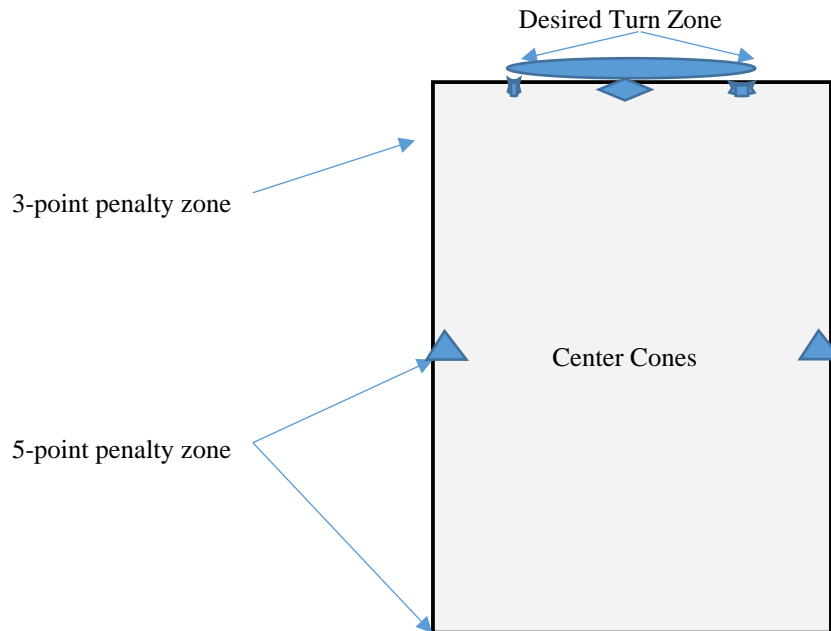 Desired Turn Zone
3-point penalty zone
Center Cones
5-point penalty zone